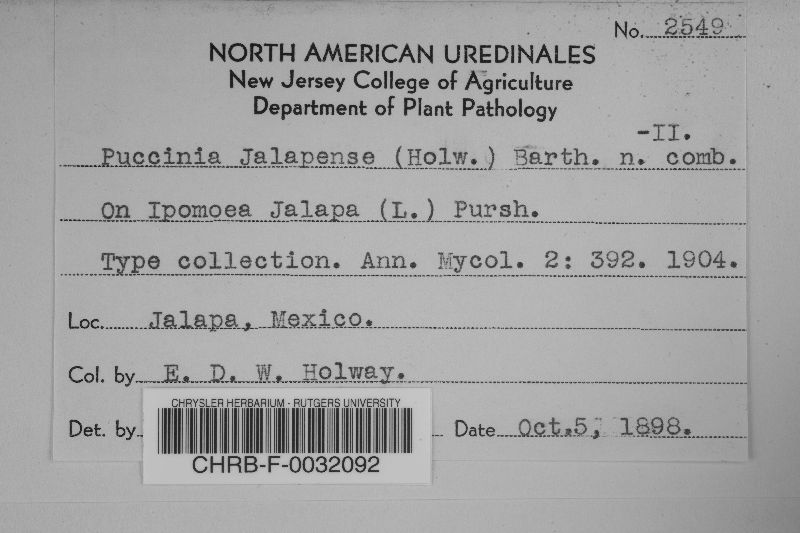 No. 2549
NORTH AMERICAN UREDINALES
New Jersey College of Agriculture
Department of Plant Pathology
-II.
Puccinia Jalapense (Holw.) Barth. n. comb.
On Ipomoea Jalapa (L.) Pursh.
Type collection. Ann. Mycol. 2: 392. 1904.
Loc. Jalapa, Mexico.
Col. by E. D. W. Holway.
Det. by Date Oct.5, 1898.
CHRYSLER HERBARIUM - RUTGERS UNIVERSITY
CHRB-F-0032092